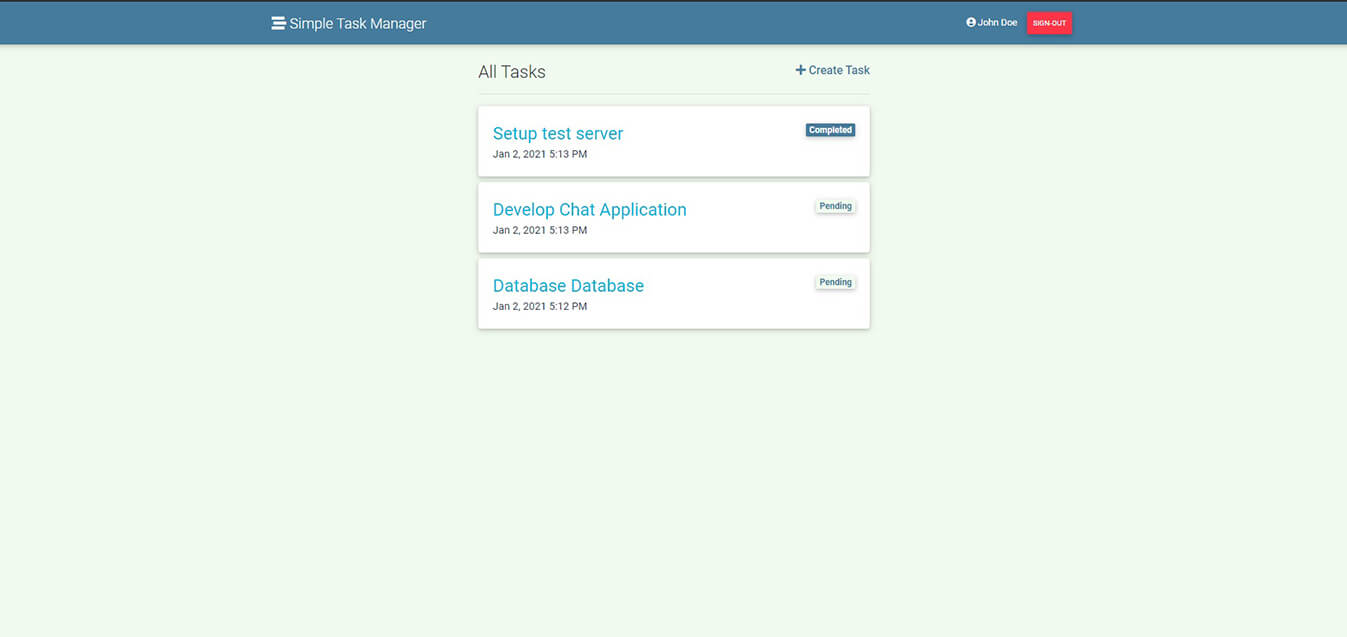 Simple Task Manager
John Doe
SIGN-OUT
All Tasks
Create Task
Setup test server
Completed
Jan 2, 2021 5:13 PM
Develop Chat Application
Pending
Jan 2, 2021 5:13 PM
Database Database
Pending
Jan 2, 2021 5:12 PM